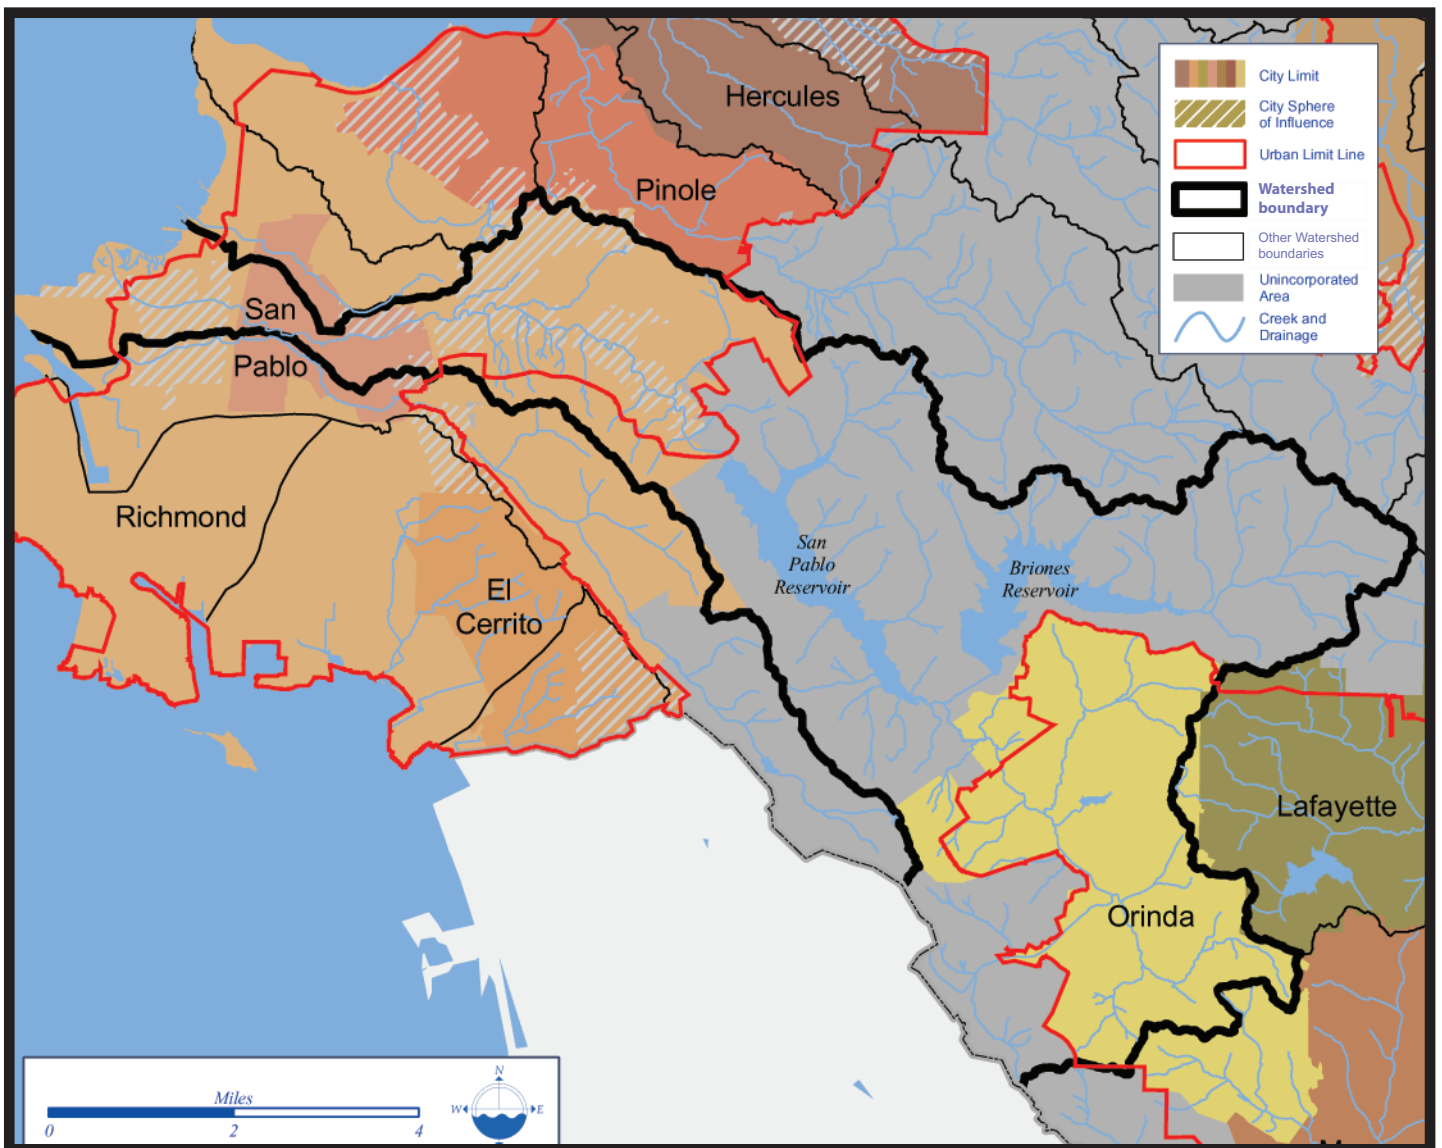 Hercules
Pinole
San
Pablo
Richmond
El
Cerrito
San
Pablo
Reservoir
Briones
Reservoir
Lafayette
Orinda
City Limit
City Sphere
of Influence
Urban Limit Line
Watershed
boundary
Other Watershed
boundaries
Unincorporated
Area
Creek and
Drainage
Miles
0 2 4
N
W E